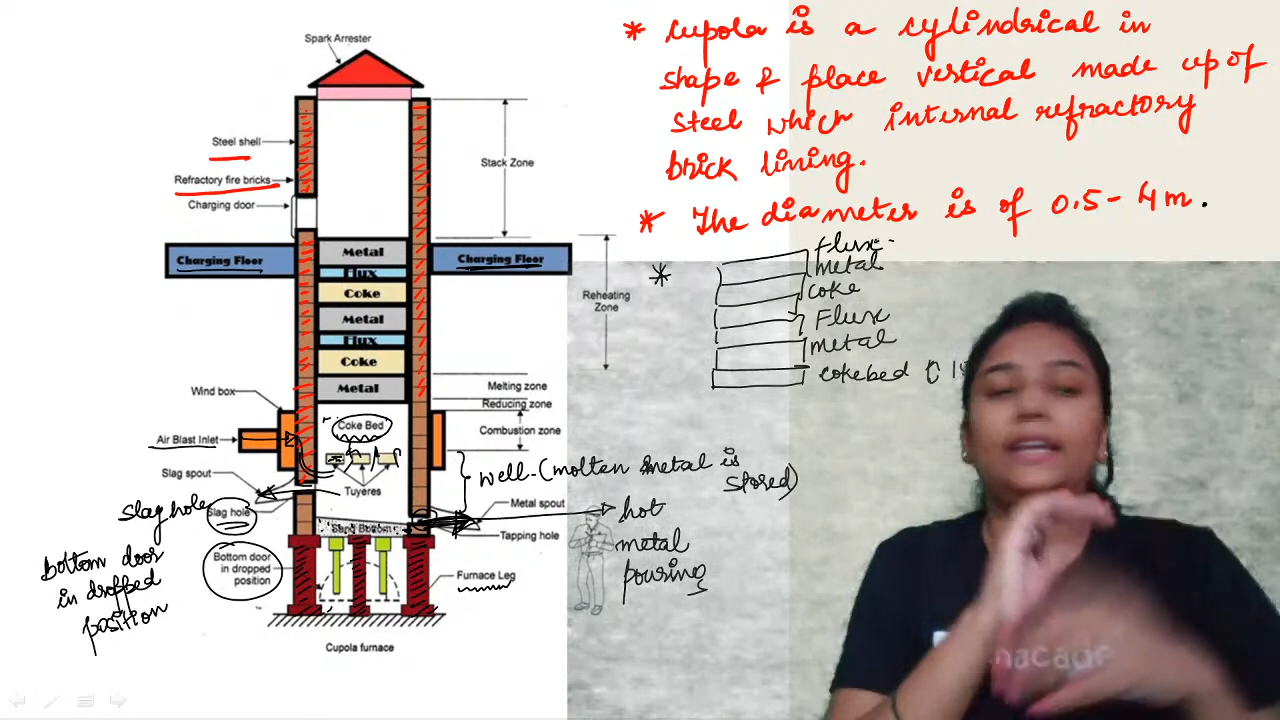 Spark Arrester
Steel shell
Refractory fire bricks
Charging door
Stack Zone
Charging Floor
Charging Floor
Metal
Flux
Coke
Metal
Flux
Coke
Metal
Reheating
Zone
Melting zone
Reducing zone
Combustion zone
Wind box
Coke Bed
Air Blast Inlet
Slag spout
Tuyeres
Slag hole
Slag hole
Metal spout
Sand Bottom
Tapping hole
Bottom door
in dropped
position
bottom door
in dropped
position
Furnace Leg
Cupola furnace
* Cupola is a cylindrical in
shape & place vertical made up of
steel which internal refractory
brick lining.
* The diameter is of 0.5 - 4m.
*
Flux
metal
coke
Flux
metal
cokebed
well-(molten metal is
stored)
hot
metal
pouring
nacade